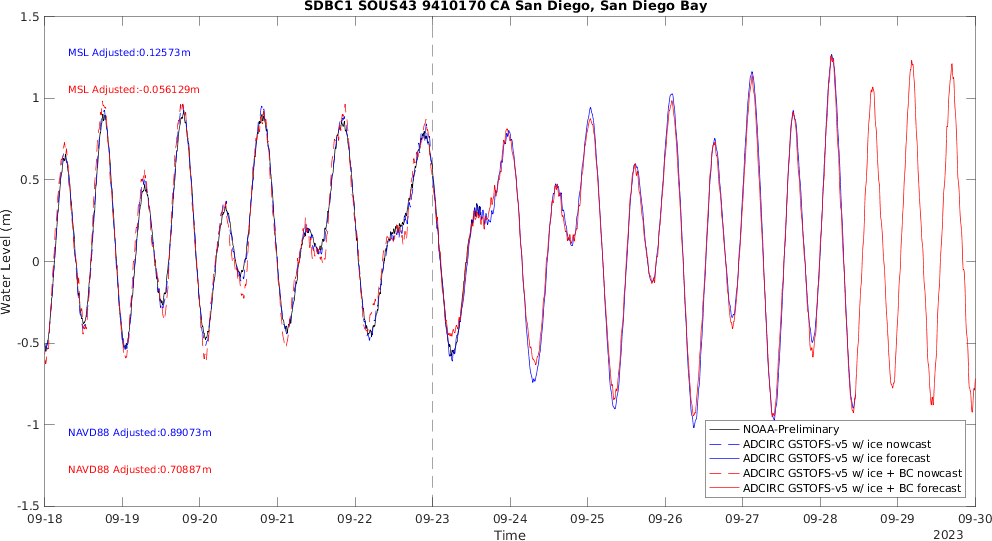 SDBC1 SOUS43 9410170 CA San Diego, San Diego Bay
1.5
MSL Adjusted:0.12573m
MSL Adjusted:-0.056129m
1
0.5
0
-0.5
-1
-1.5
Water Level (m)
NAVD88 Adjusted:0.89073m
NAVD88 Adjusted:0.70887m
NOAA-Preliminary
ADCIRC GSTOFS-v5 w/ ice nowcast
ADCIRC GSTOFS-v5 w/ ice forecast
ADCIRC GSTOFS-v5 w/ ice + BC nowcast
ADCIRC GSTOFS-v5 w/ ice + BC forecast
09-18 09-19 09-20 09-21 09-22 09-23 09-24 09-25 09-26 09-27 09-28 09-29 09-30
Time
2023